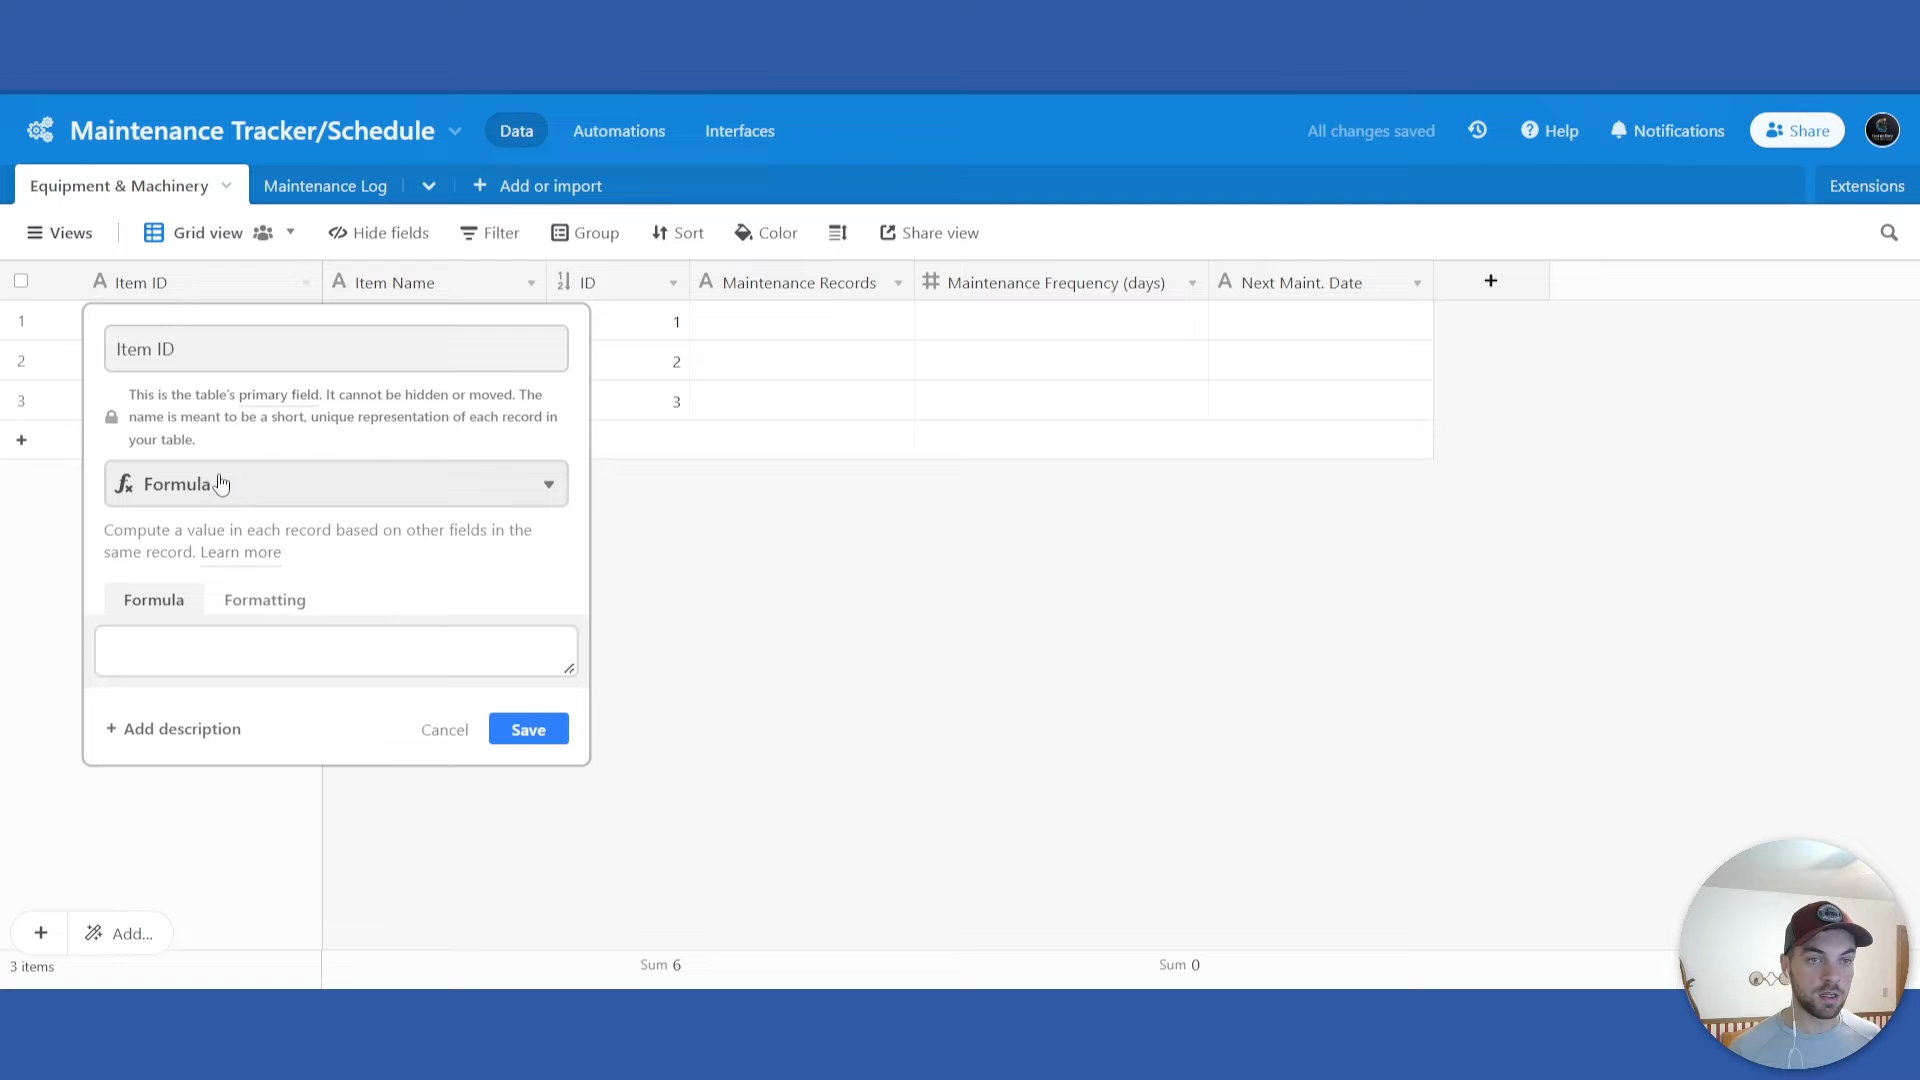 Maintenance Tracker/Schedule
Data
Automations
Interfaces
All changes saved
Help
Notifications
Share
Equipment & Machinery
Maintenance Log
+ Add or import
Extensions
Views
Grid view
Hide fields
Filter
Group
Sort
Color
Share view
Item ID
Item Name
ID
Maintenance Records
Maintenance Frequency (days)
Next Maint. Date
+
1
1
2
2
3
3
+
Item ID
This is the table's primary field. It cannot be hidden or moved. The
name is meant to be a short, unique representation of each record in
your table.
Formula
Compute a value in each record based on other fields in the
same record. Learn more
Formula
Formatting
+ Add description
Cancel
Save
+
Add...
3 items
Sum 6
Sum 0